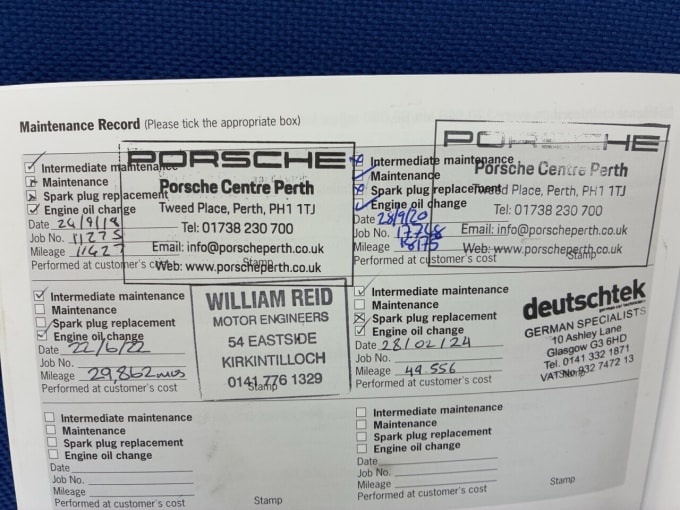 Maintenance Record (Please tick the appropriate box)
Intermediate maintenance
Maintenance
Spark plug replacement
Engine oil change
Date 24/9/18
Job No. 11275
Mileage 11427
Performed at customer's cost
Stamp
PORSCHE
Porsche Centre Perth
Tweed Place, Perth, PH1 1TJ
Tel: 01738 230 700
Email: info@porscheperth.co.uk
Web: www.porscheperth.co.uk
Intermediate maintenance
Maintenance
Spark plug replacement
Engine oil change
Date 28/9/20
Job No. 17768
Mileage 18175
Performed at customer's cost
Stamp
PORSCHE
Porsche Centre Perth
Tweed Place, Perth, PH1 1TJ
Tel: 01738 230 700
Email: info@porscheperth.co.uk
Web: www.porscheperth.co.uk
Intermediate maintenance
Maintenance
Spark plug replacement
Engine oil change
Date 22/6/22
Job No.
Mileage 29,862 mls
Performed at customer's cost
Stamp
WILLIAM REID
MOTOR ENGINEERS
54 EASTSIDE
KIRKINTILLOCH
0141 776 1329
Intermediate maintenance
Maintenance
Spark plug replacement
Engine oil change
Date 28/02/24
Job No.
Mileage 49556
Performed at customer's cost
Stamp
deutschtek
GERMAN SPECIALISTS
10 Ashley Lane
Glasgow G3 6HD
Tel. 0141 332 1871
VAT No 932 7472 13
Intermediate maintenance
Maintenance
Spark plug replacement
Engine oil change
Date
Job No.
Mileage
Performed at customer's cost
Stamp
Intermediate maintenance
Maintenance
Spark plug replacement
Engine oil change
Date
Job No.
Mileage
Performed at customer's cost
Stamp